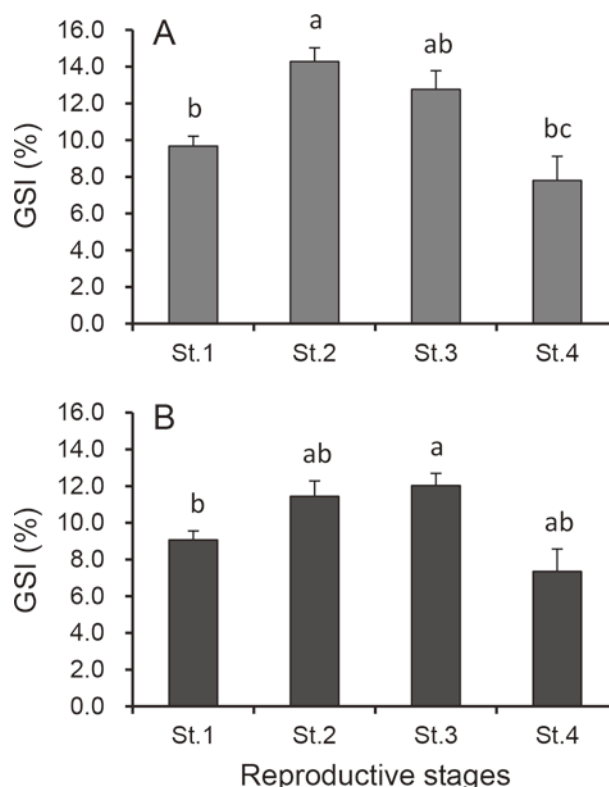 A
GSI (%)
16.0
14.0
12.0
10.0
8.0
6.0
4.0
2.0
0.0
b
a
ab
bc
St.1 St.2 St.3 St.4
B
GSI (%)
16.0
14.0
12.0
10.0
8.0
6.0
4.0
2.0
0.0
b
ab
a
ab
St.1 St.2 St.3 St.4
Reproductive stages